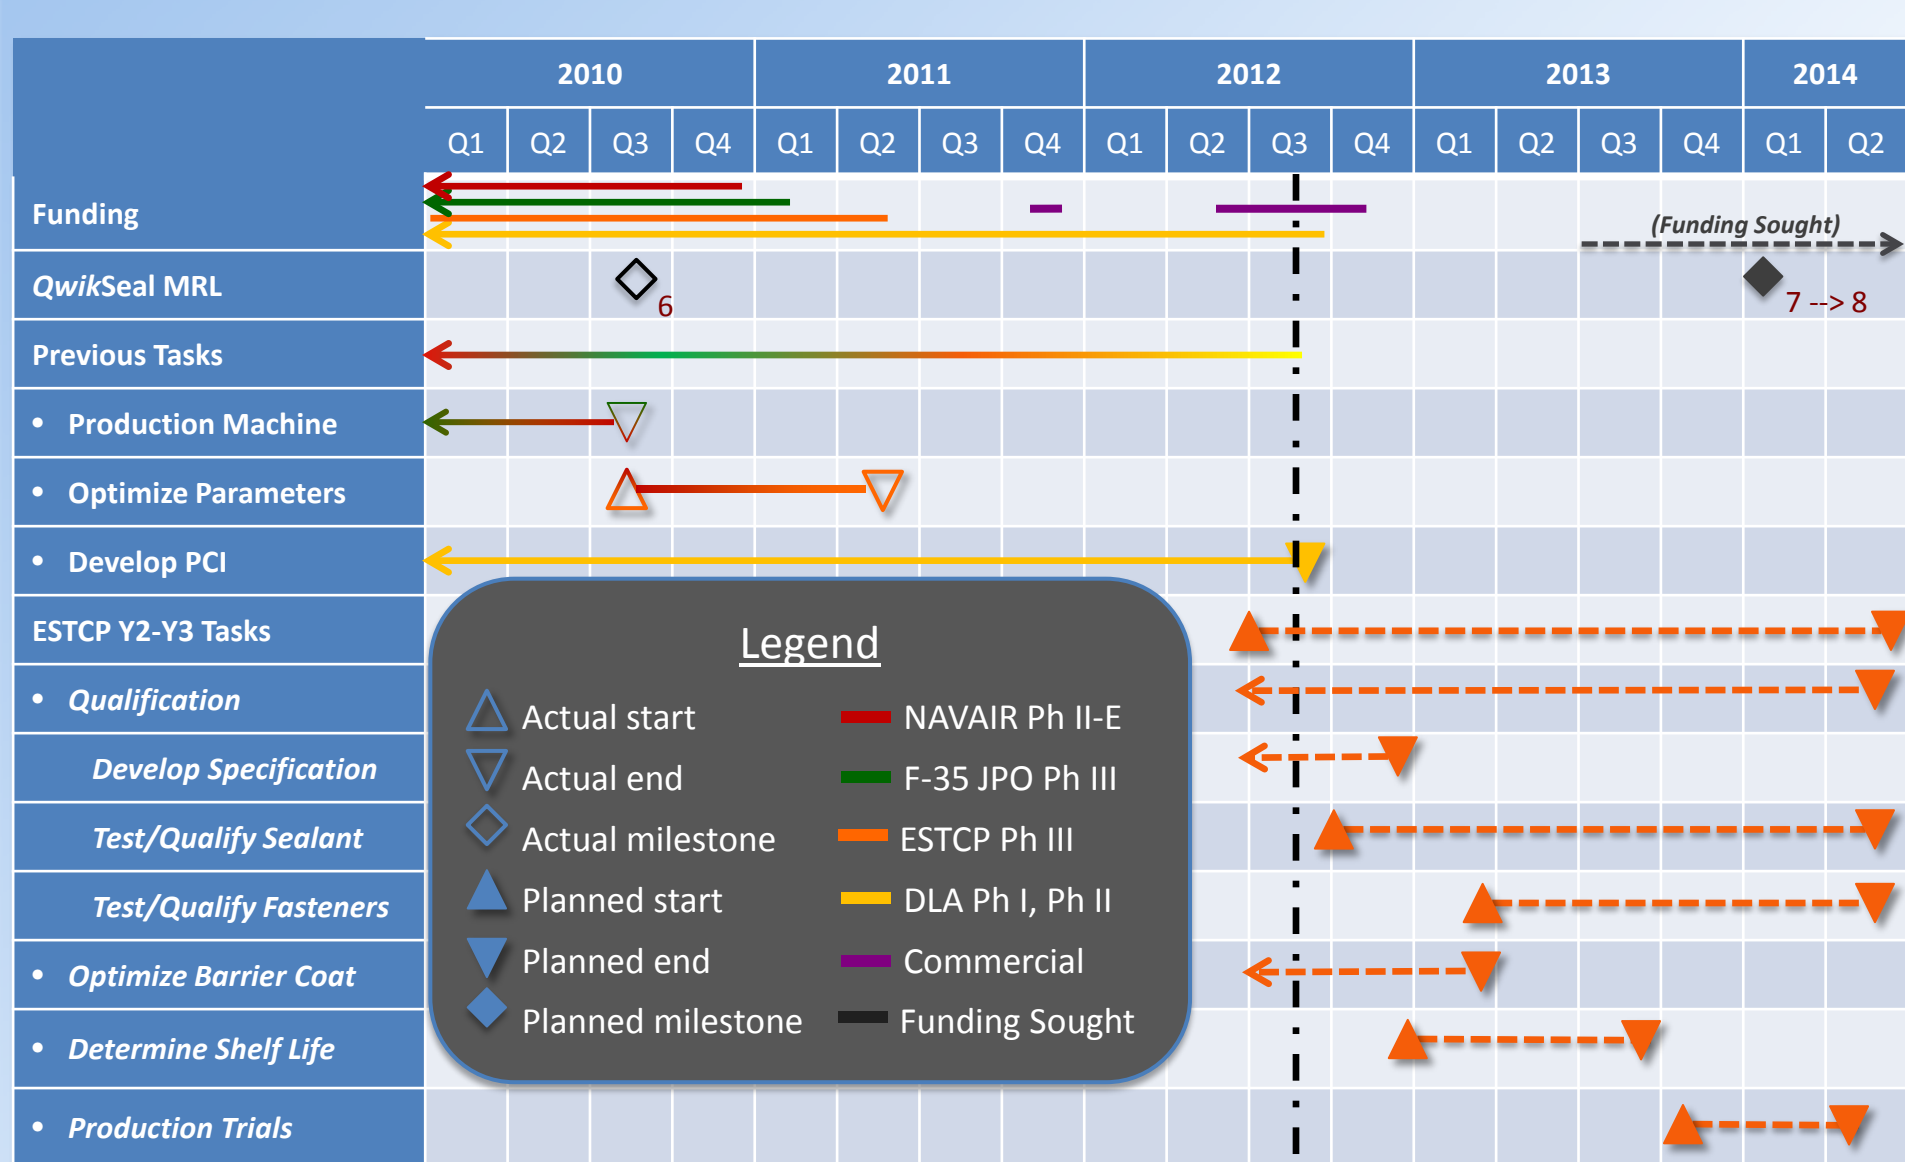 2010 2011 2012 2013 2014
Q1 Q2 Q3 Q4 Q1 Q2 Q3 Q4 Q1 Q2 Q3 Q4 Q1 Q2 Q3 Q4 Q1 Q2
Funding
(Funding Sought)
QwikSeal MRL
6
7 --> 8
Previous Tasks
• Production Machine
• Optimize Parameters
• Develop PCI
ESTCP Y2-Y3 Tasks
• Qualification
Develop Specification
Test/Qualify Sealant
Test/Qualify Fasteners
• Optimize Barrier Coat
• Determine Shelf Life
• Production Trials
Legend
Actual start
Actual end
Actual milestone
Planned start
Planned end
Planned milestone
NAVAIR Ph II-E
F-35 JPO Ph III
ESTCP Ph III
DLA Ph I, Ph II
Commercial
Funding Sought